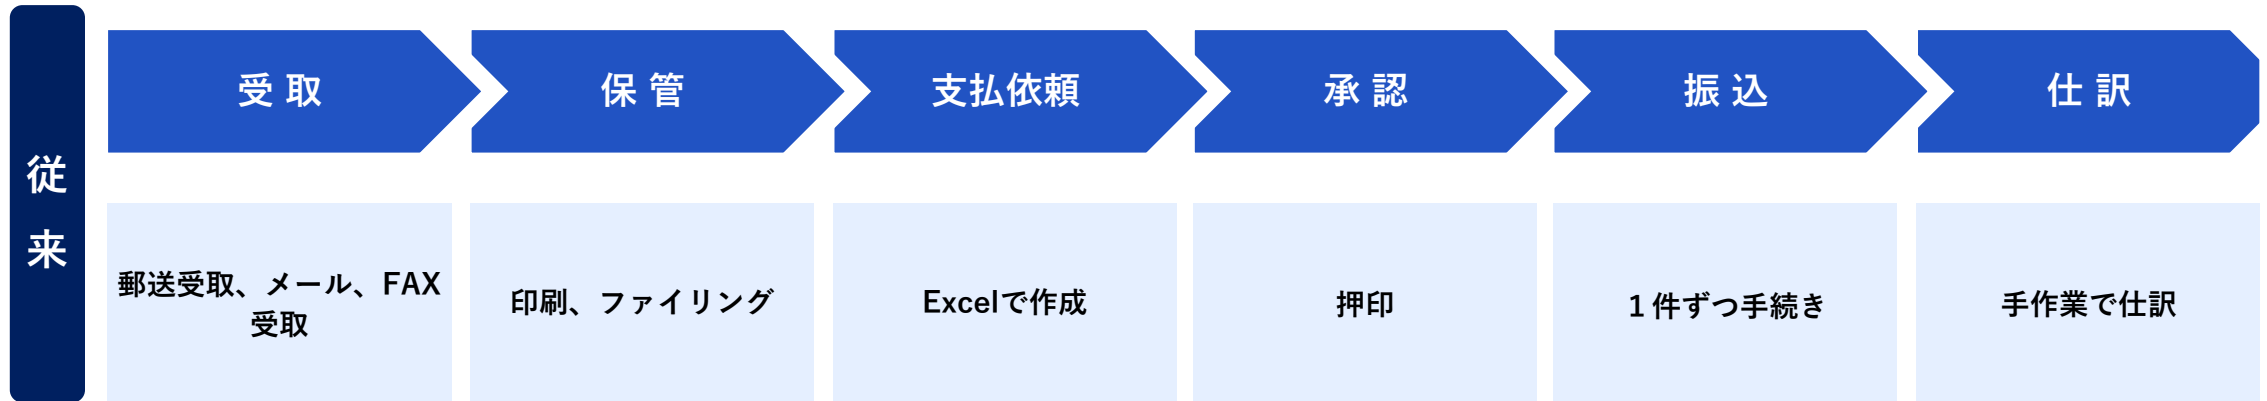 従来
受取
保管
支払依頼
承認
振込
仕訳
郵送受取、メール、FAX
受取
印刷、ファイリング
Excelで作成
押印
1件ずつ手続き
手作業で仕訳